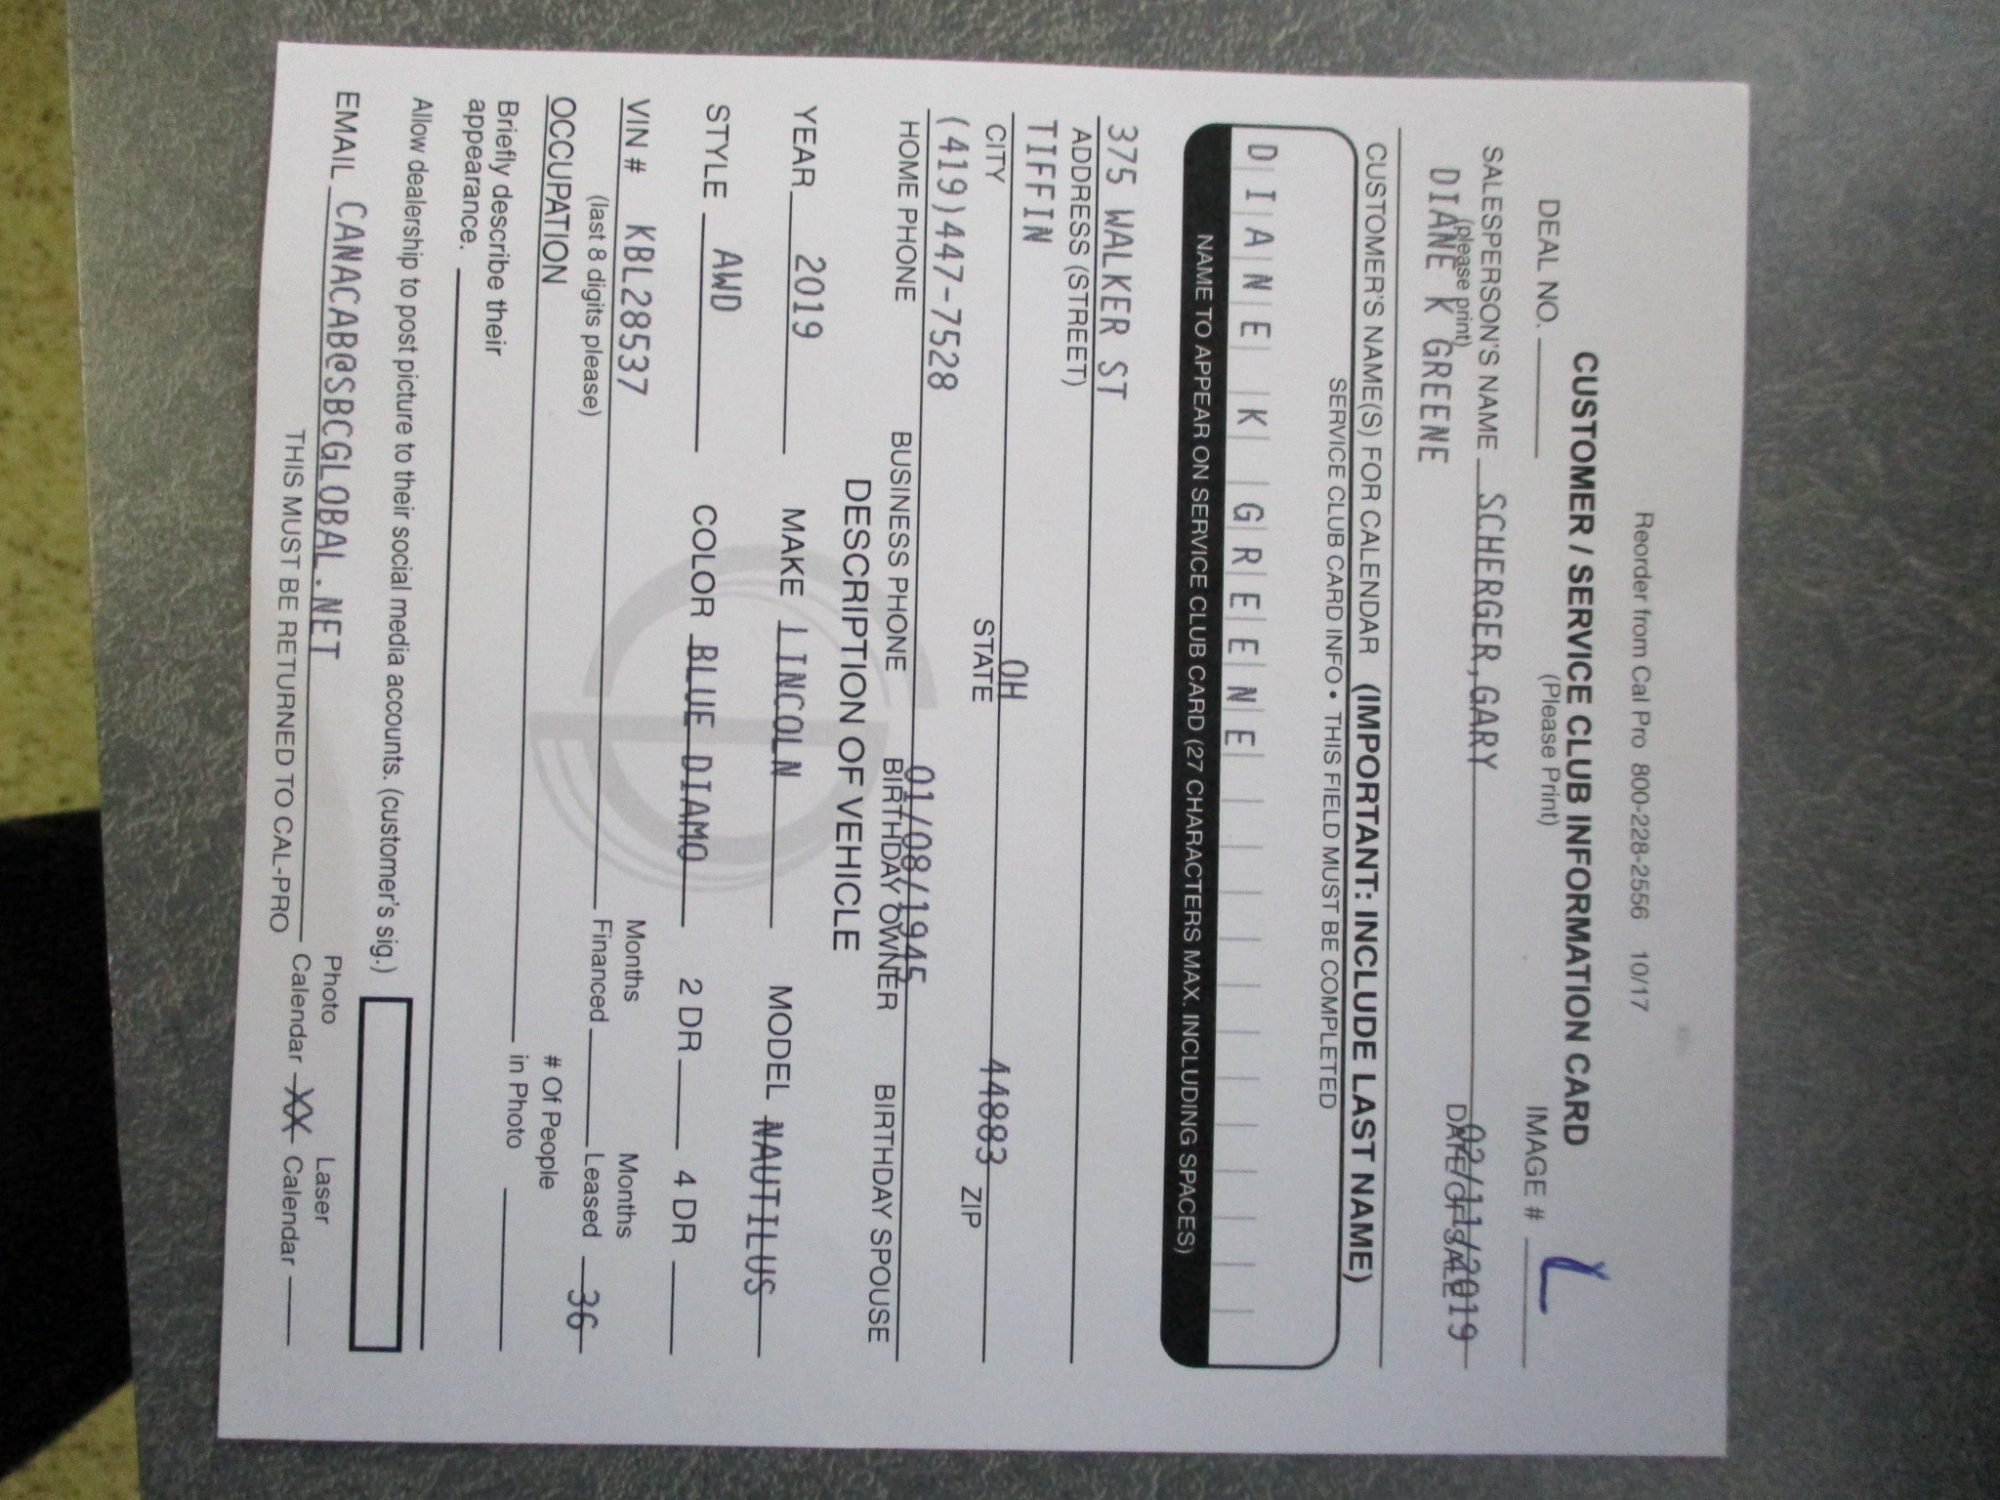 Reorder from Cal Pro 800-228-2556 10/17
CUSTOMER / SERVICE CLUB INFORMATION CARD
(Please Print)
DEAL NO. IMAGE #
SALESPERSON'S NAME SCHERGER,GARY 02/11/2019
(please print) DATE OF SALE
DIANE K GREENE
CUSTOMER'S NAME(S) FOR CALENDAR (IMPORTANT: INCLUDE LAST NAME)
SERVICE CLUB CARD INFO • THIS FIELD MUST BE COMPLETED
DIANE K GREENE
NAME TO APPEAR ON SERVICE CLUB CARD (27 CHARACTERS MAX. INCLUDING SPACES)
375 WALKER ST
ADDRESS (STREET)
TIFFIN OH 44883
CITY STATE ZIP
(419)447-7528 01/08/1945
HOME PHONE BUSINESS PHONE BIRTHDAY OWNER BIRTHDAY SPOUSE
DESCRIPTION OF VEHICLE
YEAR 2019 MAKE LINCOLN MODEL NAUTILUS
STYLE AWD COLOR BLUE DIAMO 2 DR 4 DR
VIN # KBL28537 Months Financed Months Leased 36
(last 8 digits please)
OCCUPATION # Of People in Photo
Briefly describe their
appearance.
Allow dealership to post picture to their social media accounts. (customer's sig.)
EMAIL CANACAB@SBCGLOBAL.NET Photo Calendar XX Laser Calendar
THIS MUST BE RETURNED TO CAL-PRO